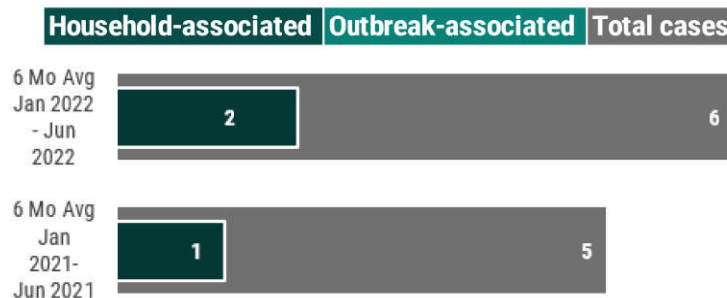 Household-associated Outbreak-associated Total cases
6 Mo Avg
Jan 2022
- Jun
2022
2
6
6 Mo Avg
Jan
2021-
Jun 2021
1
5